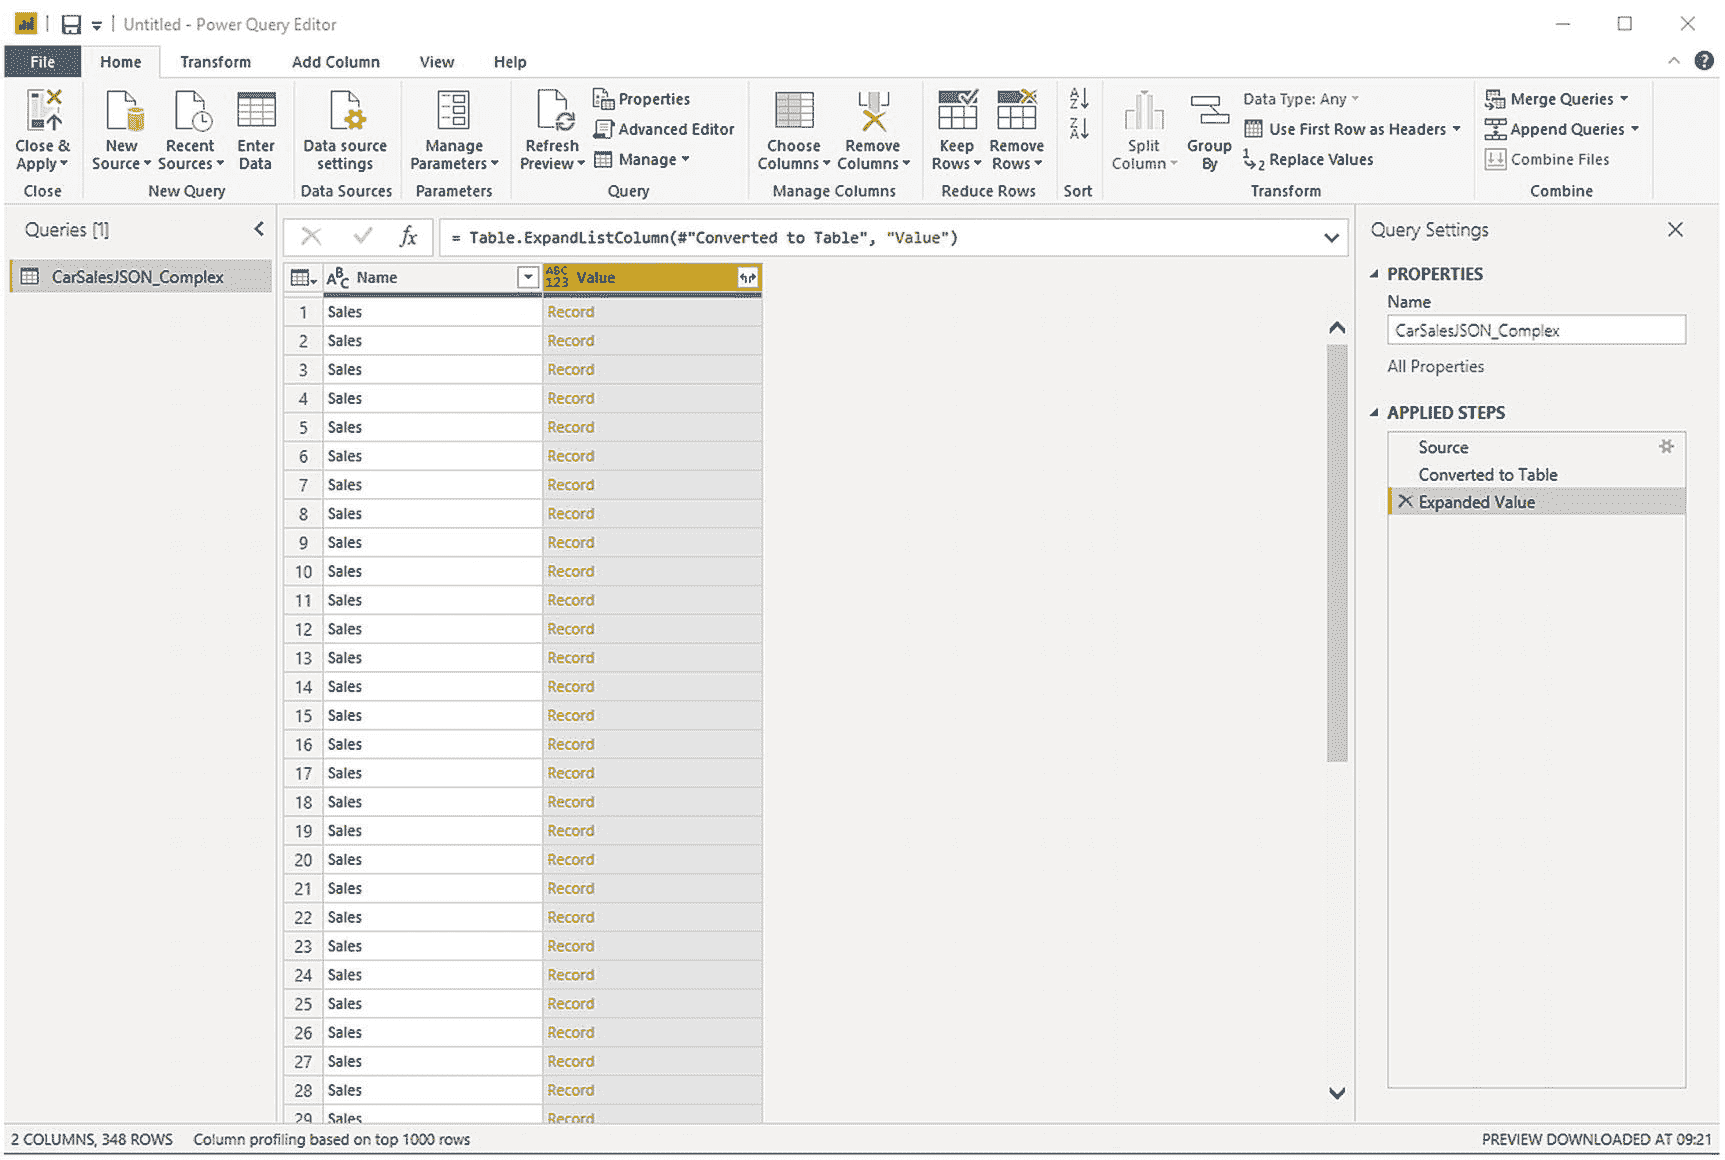 Untitled - Power Query Editor
File Home Transform Add Column View Help
Close & Apply
New Source
Recent Sources
Enter Data
Data source settings
Manage Parameters
Refresh Preview
Properties
Advanced Editor
Manage
Choose Columns
Remove Columns
Keep Rows
Remove Rows
Split Column
Group By
Data Type: Any
Use First Row as Headers
Replace Values
Merge Queries
Append Queries
Combine Files
Close New Query Data Sources Parameters Query Manage Columns Reduce Rows Sort Transform Combine
Queries [1]
CarSalesJSON_Complex
fx = Table.ExpandListColumn(#"Converted to Table", "Value")
ABC Name ABC 123 Value
1 Sales Record
2 Sales Record
3 Sales Record
4 Sales Record
5 Sales Record
6 Sales Record
7 Sales Record
8 Sales Record
9 Sales Record
10 Sales Record
11 Sales Record
12 Sales Record
13 Sales Record
14 Sales Record
15 Sales Record
16 Sales Record
17 Sales Record
18 Sales Record
19 Sales Record
20 Sales Record
21 Sales Record
22 Sales Record
23 Sales Record
24 Sales Record
25 Sales Record
26 Sales Record
27 Sales Record
28 Sales Record
29 Sales Record
Query Settings
PROPERTIES
Name
CarSalesJSON_Complex
All Properties
APPLIED STEPS
Source
Converted to Table
Expanded Value
2 COLUMNS, 348 ROWS Column profiling based on top 1000 rows
PREVIEW DOWNLOADED AT 09:21